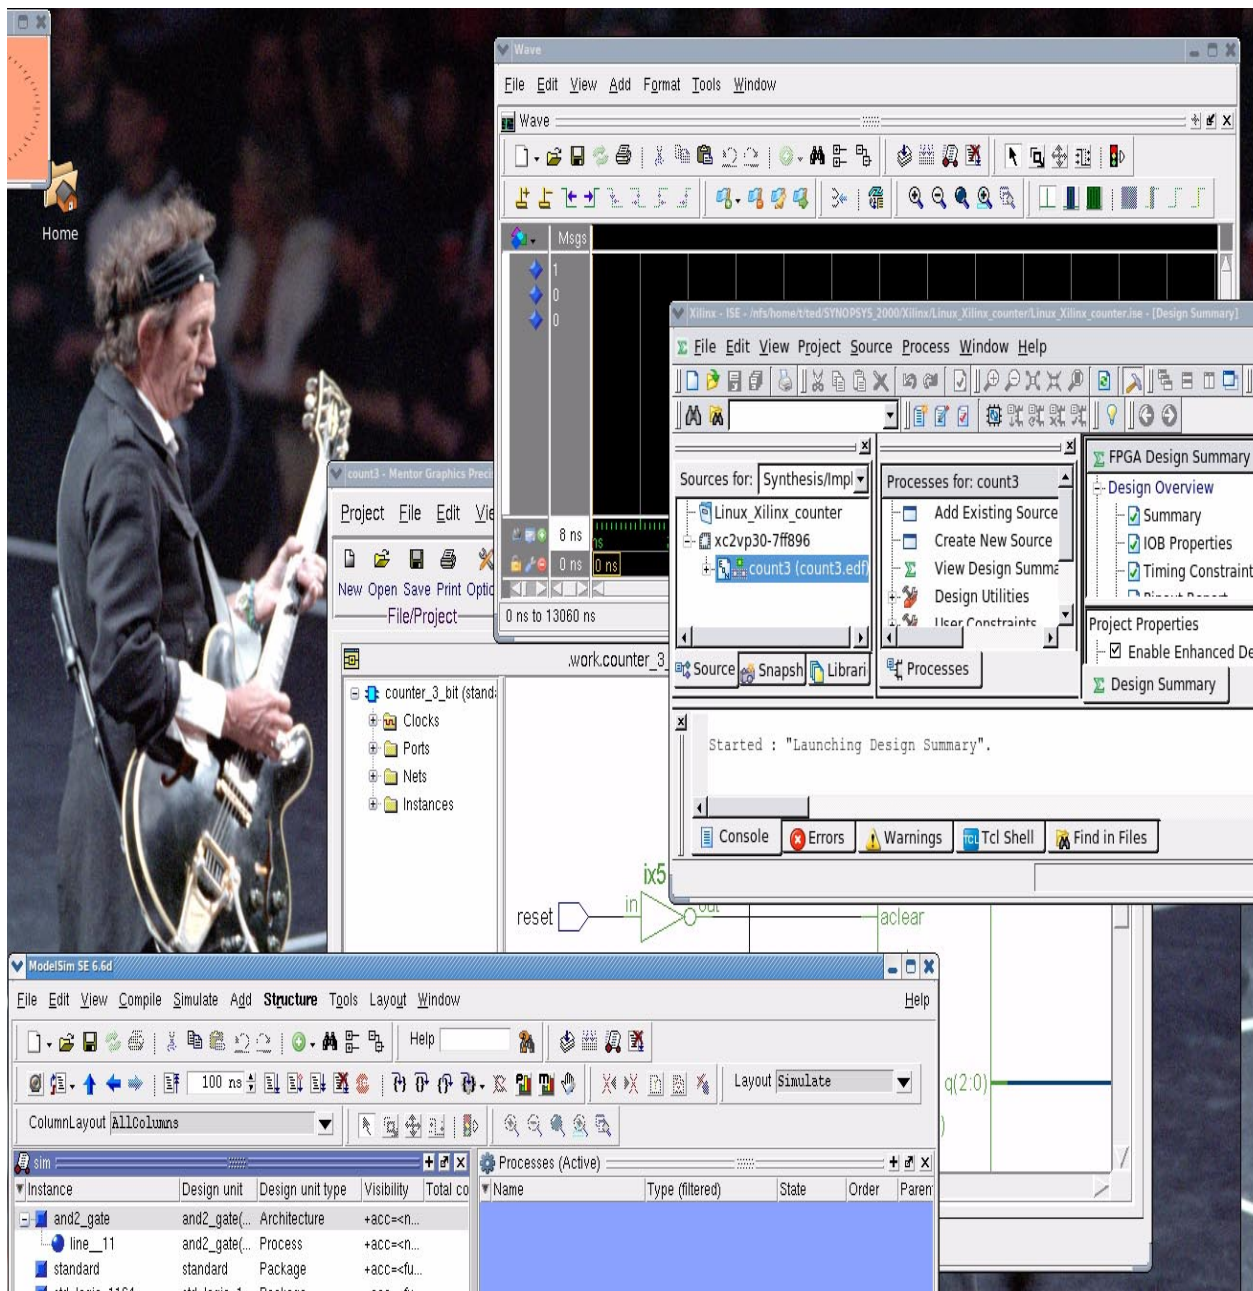 Home
Wave
File Edit View Add Format Tools Window
Wave
Msgs
1
0
0
8 ns
0 ns
0 ns
0 ns to 13060 ns
Xilinx - ISE - /nfs/home/t/ted/SYNOPSYS_2000/Xilinx/Linux_Xilinx_counter/Linux_Xilinx_counter.ise - [Design Summary]
File Edit View Project Source Process Window Help
Sources for: Synthesis/Impl
Linux_Xilinx_counter
xc2vp30-7ff896
count3 (count3.edf)
Source Snapsh Librari
Processes for: count3
Add Existing Source
Create New Source
View Design Summa
Design Utilities
User Constraints
Processes
FPGA Design Summary
Design Overview
Summary
IOB Properties
Timing Constraint
Pinout Report
Project Properties
Enable Enhanced De
Design Summary
Started : "Launching Design Summary".
Console Errors Warnings Tcl Shell Find in Files
count3 - Mentor Graphics Precis
Project File Edit Vie
New Open Save Print Optio
File/Project
.work.counter_3_
counter_3_bit (stand
Clocks
Ports
Nets
Instances
ix5
reset in out aclear
q(2:0)
ModelSim SE 6.6d
File Edit View Compile Simulate Add Structure Tools Layout Window Help
Help
100 ns Layout Simulate
ColumnLayout AllColumns
sim
Instance Design unit Design unit type Visibility Total co
and2_gate and2_gate(... Architecture +acc=<n...
line__11 and2_gate(... Process +acc=<n...
standard standard Package +acc=<fu...
Processes (Active)
Name Type (filtered) State Order Paren